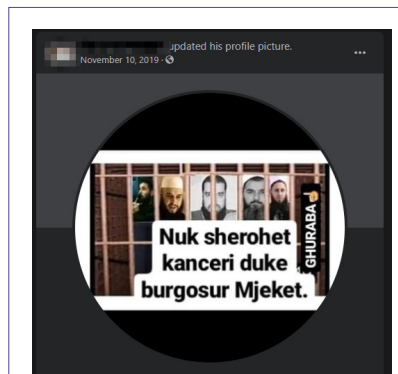 updated his profile picture.
November 10, 2019
Nuk sherohet
kanceri duke
burgosur Mjeket.
GHURABA